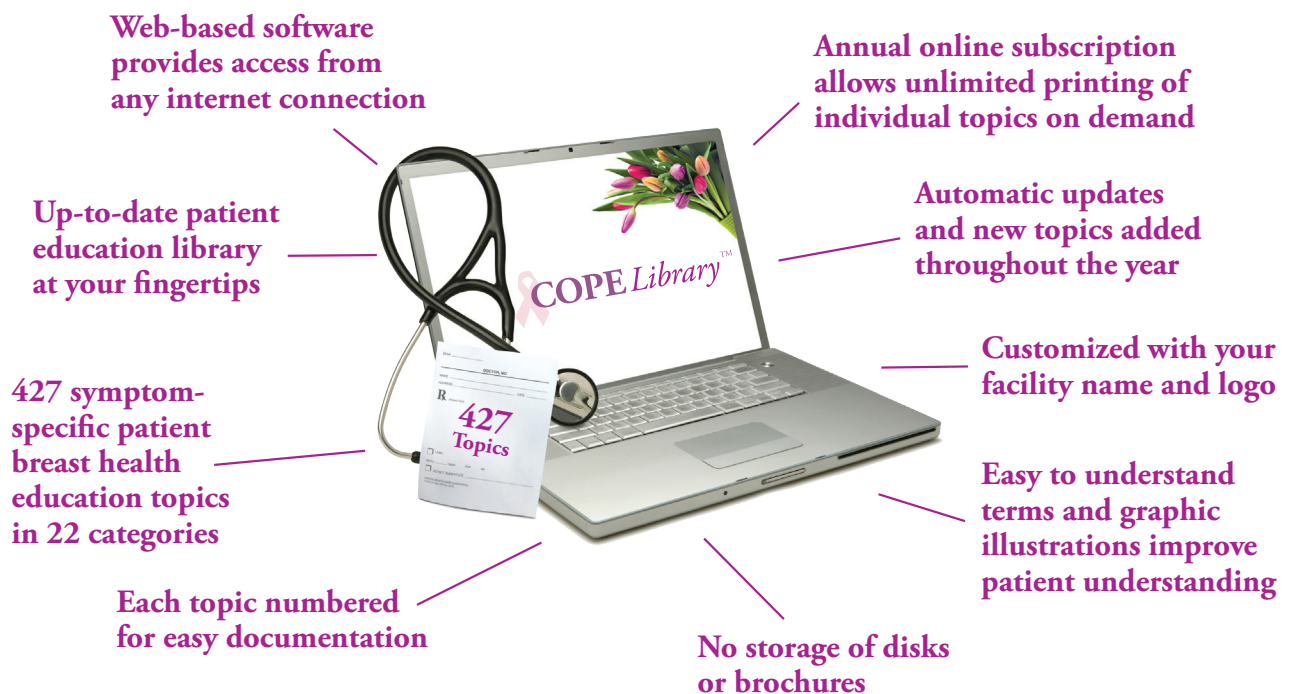 Web-based software
provides access from
any internet connection
Annual online subscription
allows unlimited printing of
individual topics on demand
Up-to-date patient
education library
at your fingertips
Automatic updates
and new topics added
throughout the year
COPE Library™
Customized with your
facility name and logo
427 symptom-
specific patient
breast health
education topics
in 22 categories
DOCTOR, MD
R
427
Topics
Easy to understand
terms and graphic
illustrations improve
patient understanding
Each topic numbered
for easy documentation
No storage of disks
or brochures